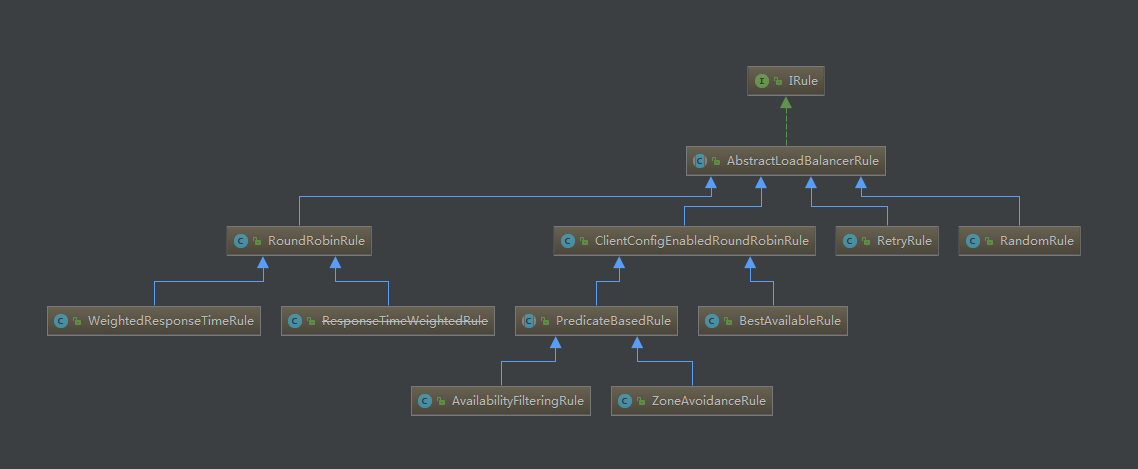 IRule
AbstractLoadBalancerRule
RoundRobinRule
ClientConfigEnabledRoundRobinRule
RetryRule
RandomRule
WeightedResponseTimeRule
ResponseTimeWeightedRule
PredicateBasedRule
BestAvailableRule
AvailabilityFilteringRule
ZoneAvoidanceRule